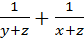 1/(y+z) + 1/(x+z)